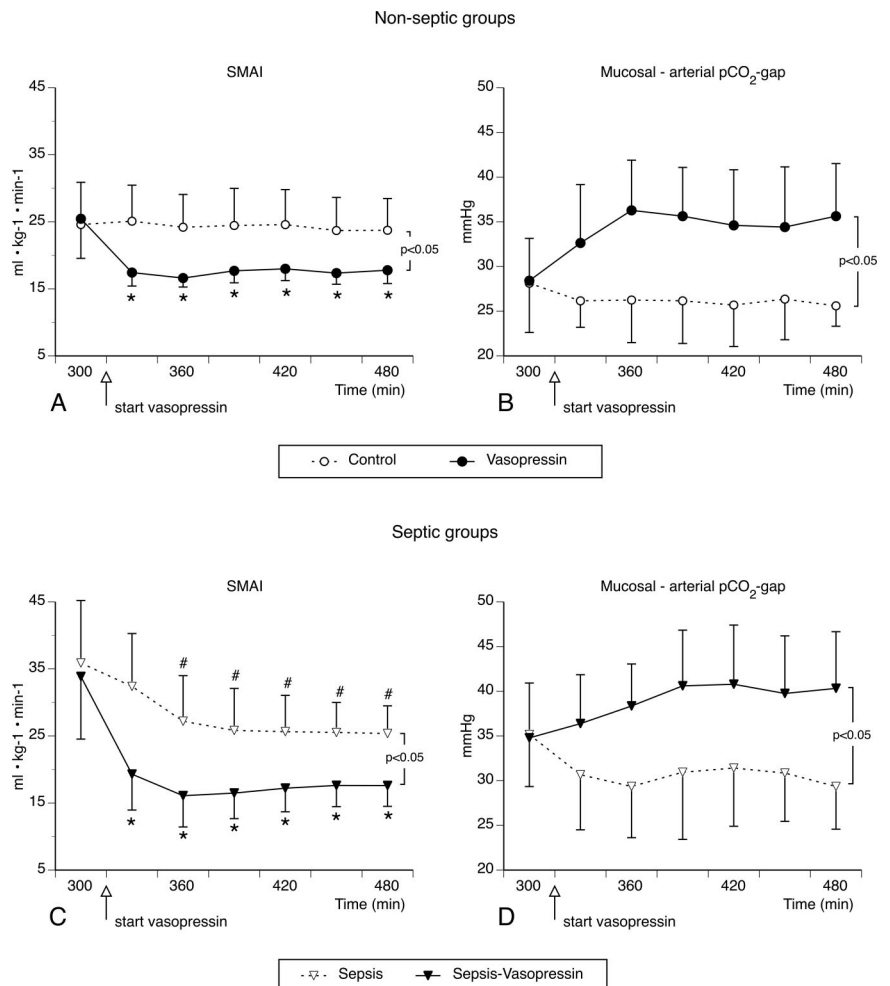 Non-septic groups
SMAI
45
35
25
15
5
ml • kg-1 • min-1
p<0.05
* * * * * *
300 360 420 480
Time (min)
A
start vasopressin
Mucosal - arterial pCO2-gap
50
45
40
35
30
25
20
mmHg
p<0.05
300 360 420 480
Time (min)
B
start vasopressin
Control Vasopressin
Septic groups
SMAI
45
35
25
15
5
ml • kg-1 • min-1
# # # # #
p<0.05
* * * * * *
300 360 420 480
Time (min)
C
start vasopressin
Mucosal - arterial pCO2-gap
50
45
40
35
30
25
20
mmHg
p<0.05
300 360 420 480
Time (min)
D
start vasopressin
Sepsis Sepsis-Vasopressin